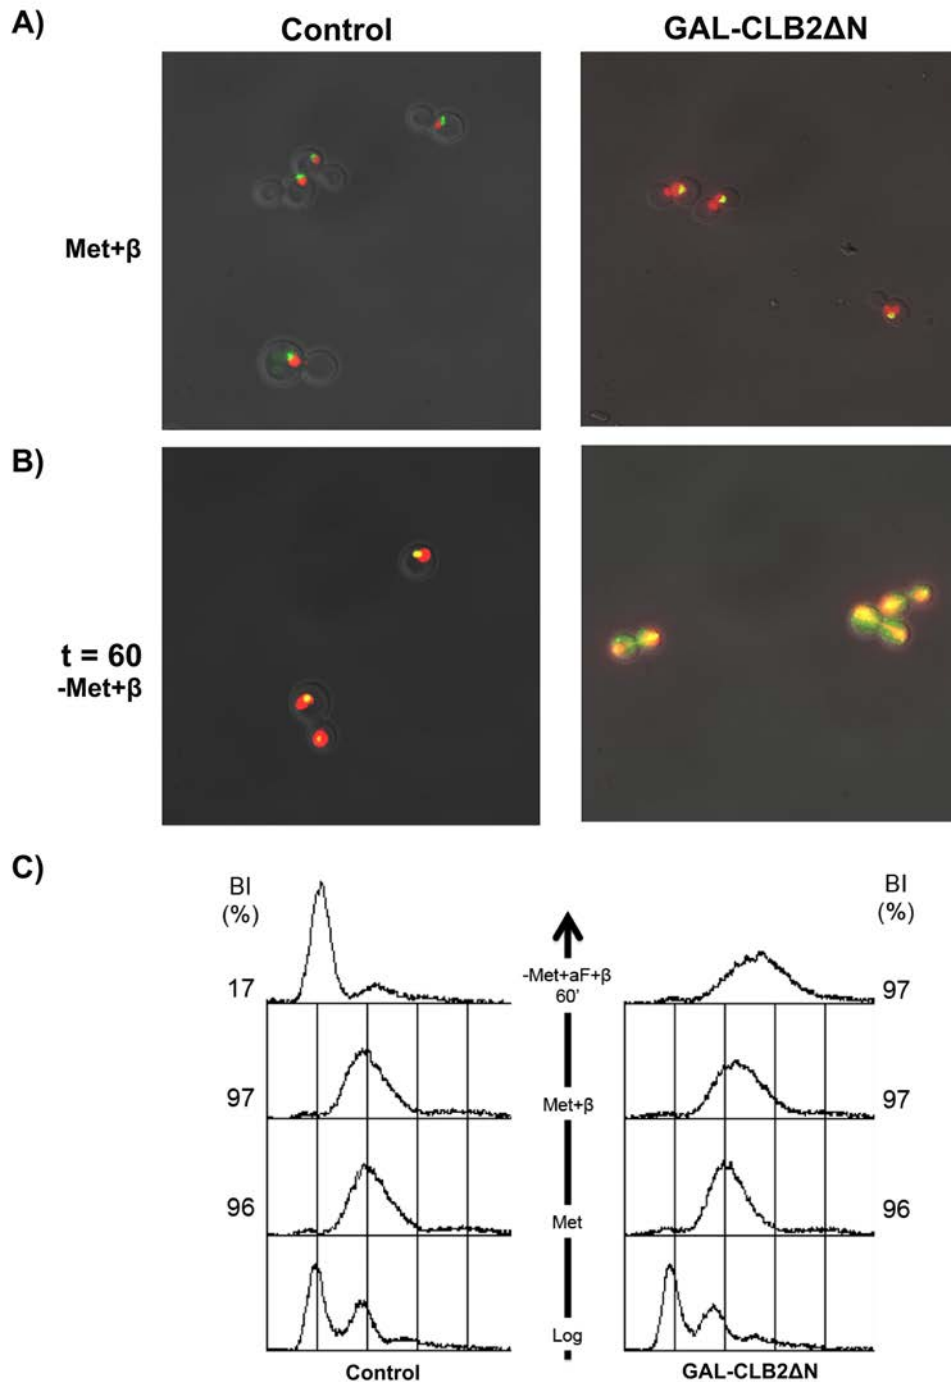 A)
Control
GAL-CLB2ΔN
Met+β
B)
t = 60
-Met+β
C)
BI
(%)
BI
(%)
17
-Met+aF+β
60'
97
97
Met+β
97
96
Met
96
Log
Control
GAL-CLB2ΔN